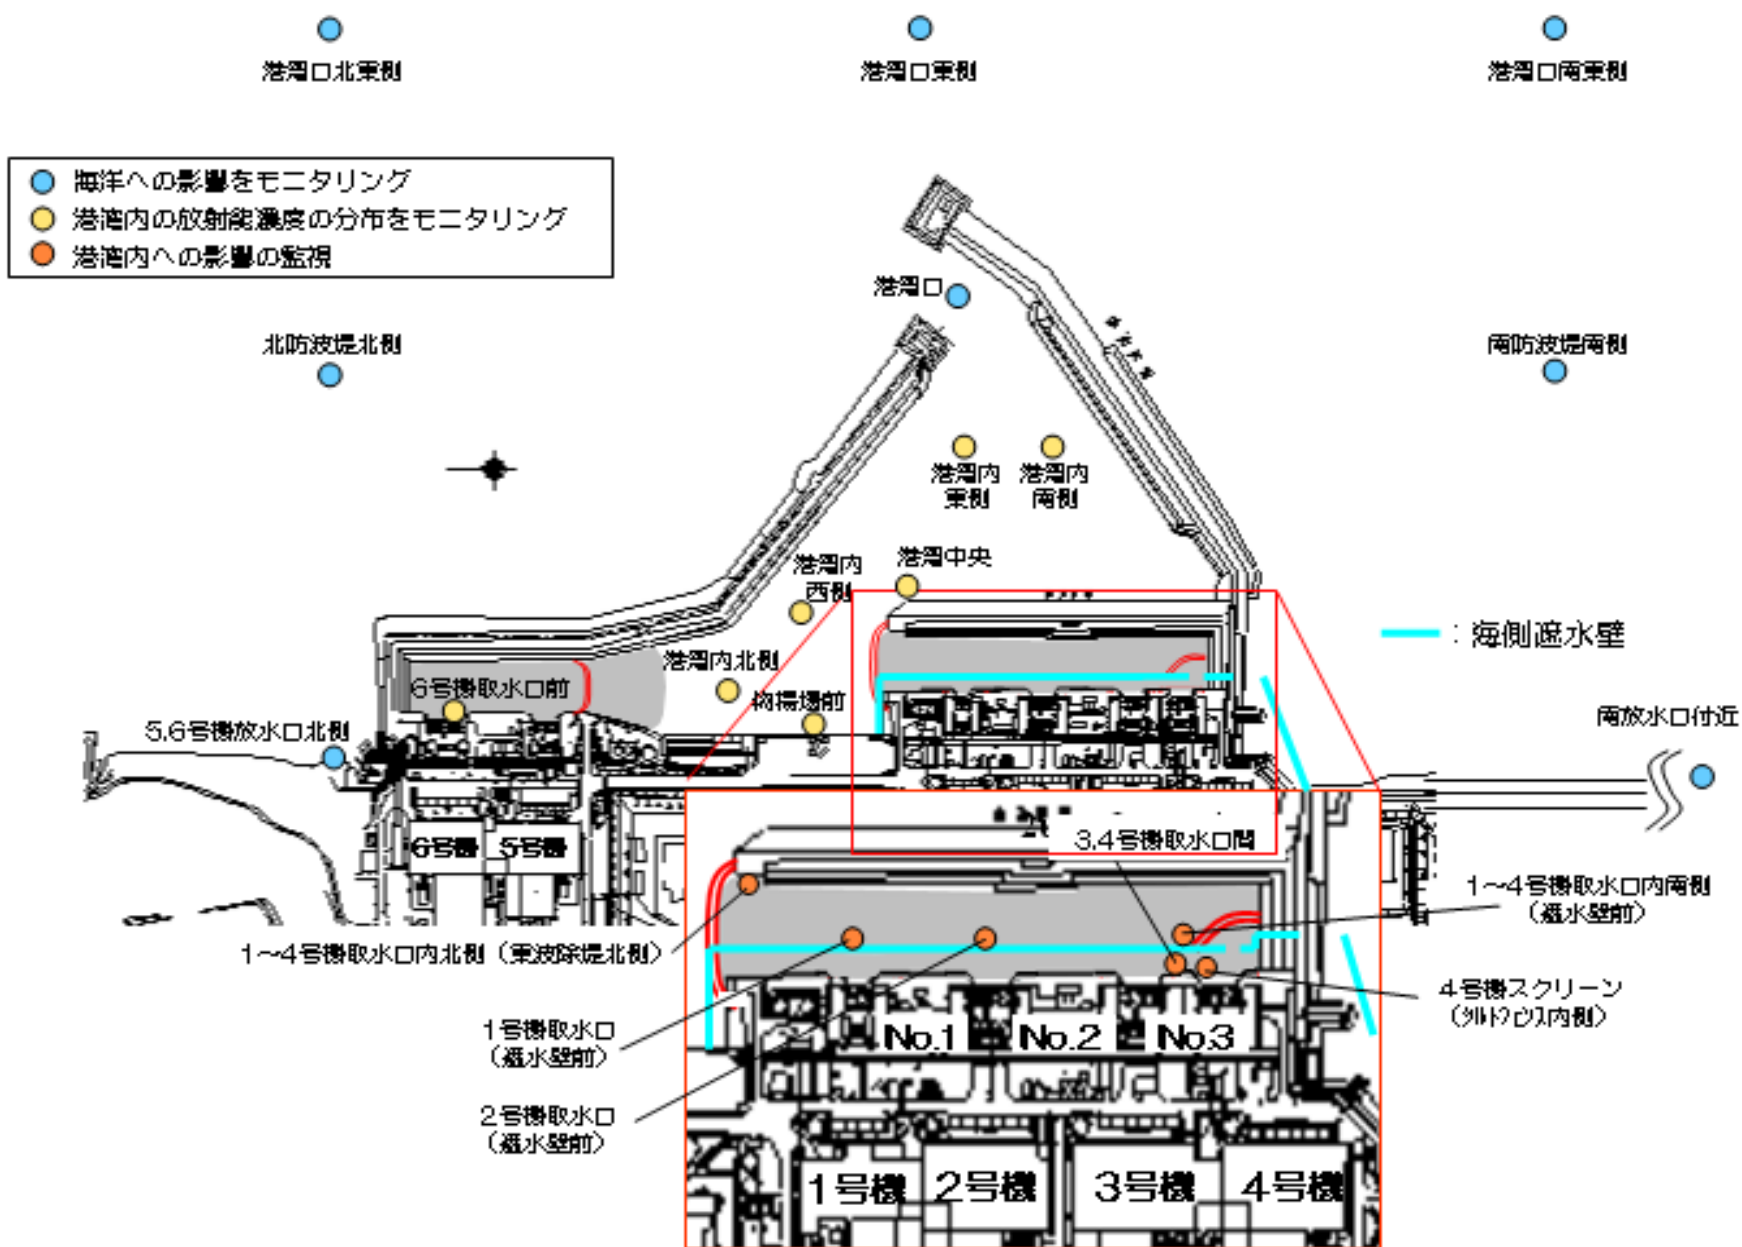 港湾口北東側
港湾口東側
港湾口南東側
海洋への影響をモニタリング
港湾内の放射能濃度の分布をモニタリング
港湾内への影響の監視
港湾口
北防波堤北側
南防波堤南側
港湾内
東側
港湾内
南側
港湾内
西側
港湾中央
：海側遮水壁
港湾内北側
6号機取水口前
物揚場前
5,6号機放水口北側
南放水口付近
6号機
5号機
3,4号機取水口間
1～4号機取水口内南側
（遮水壁前）
1～4号機取水口内北側（東波除堤北側）
4号機スクリーン
（シルトフェンス内側）
1号機取水口
（遮水壁前）
No.1
No.2
No.3
2号機取水口
（遮水壁前）
1号機
2号機
3号機
4号機